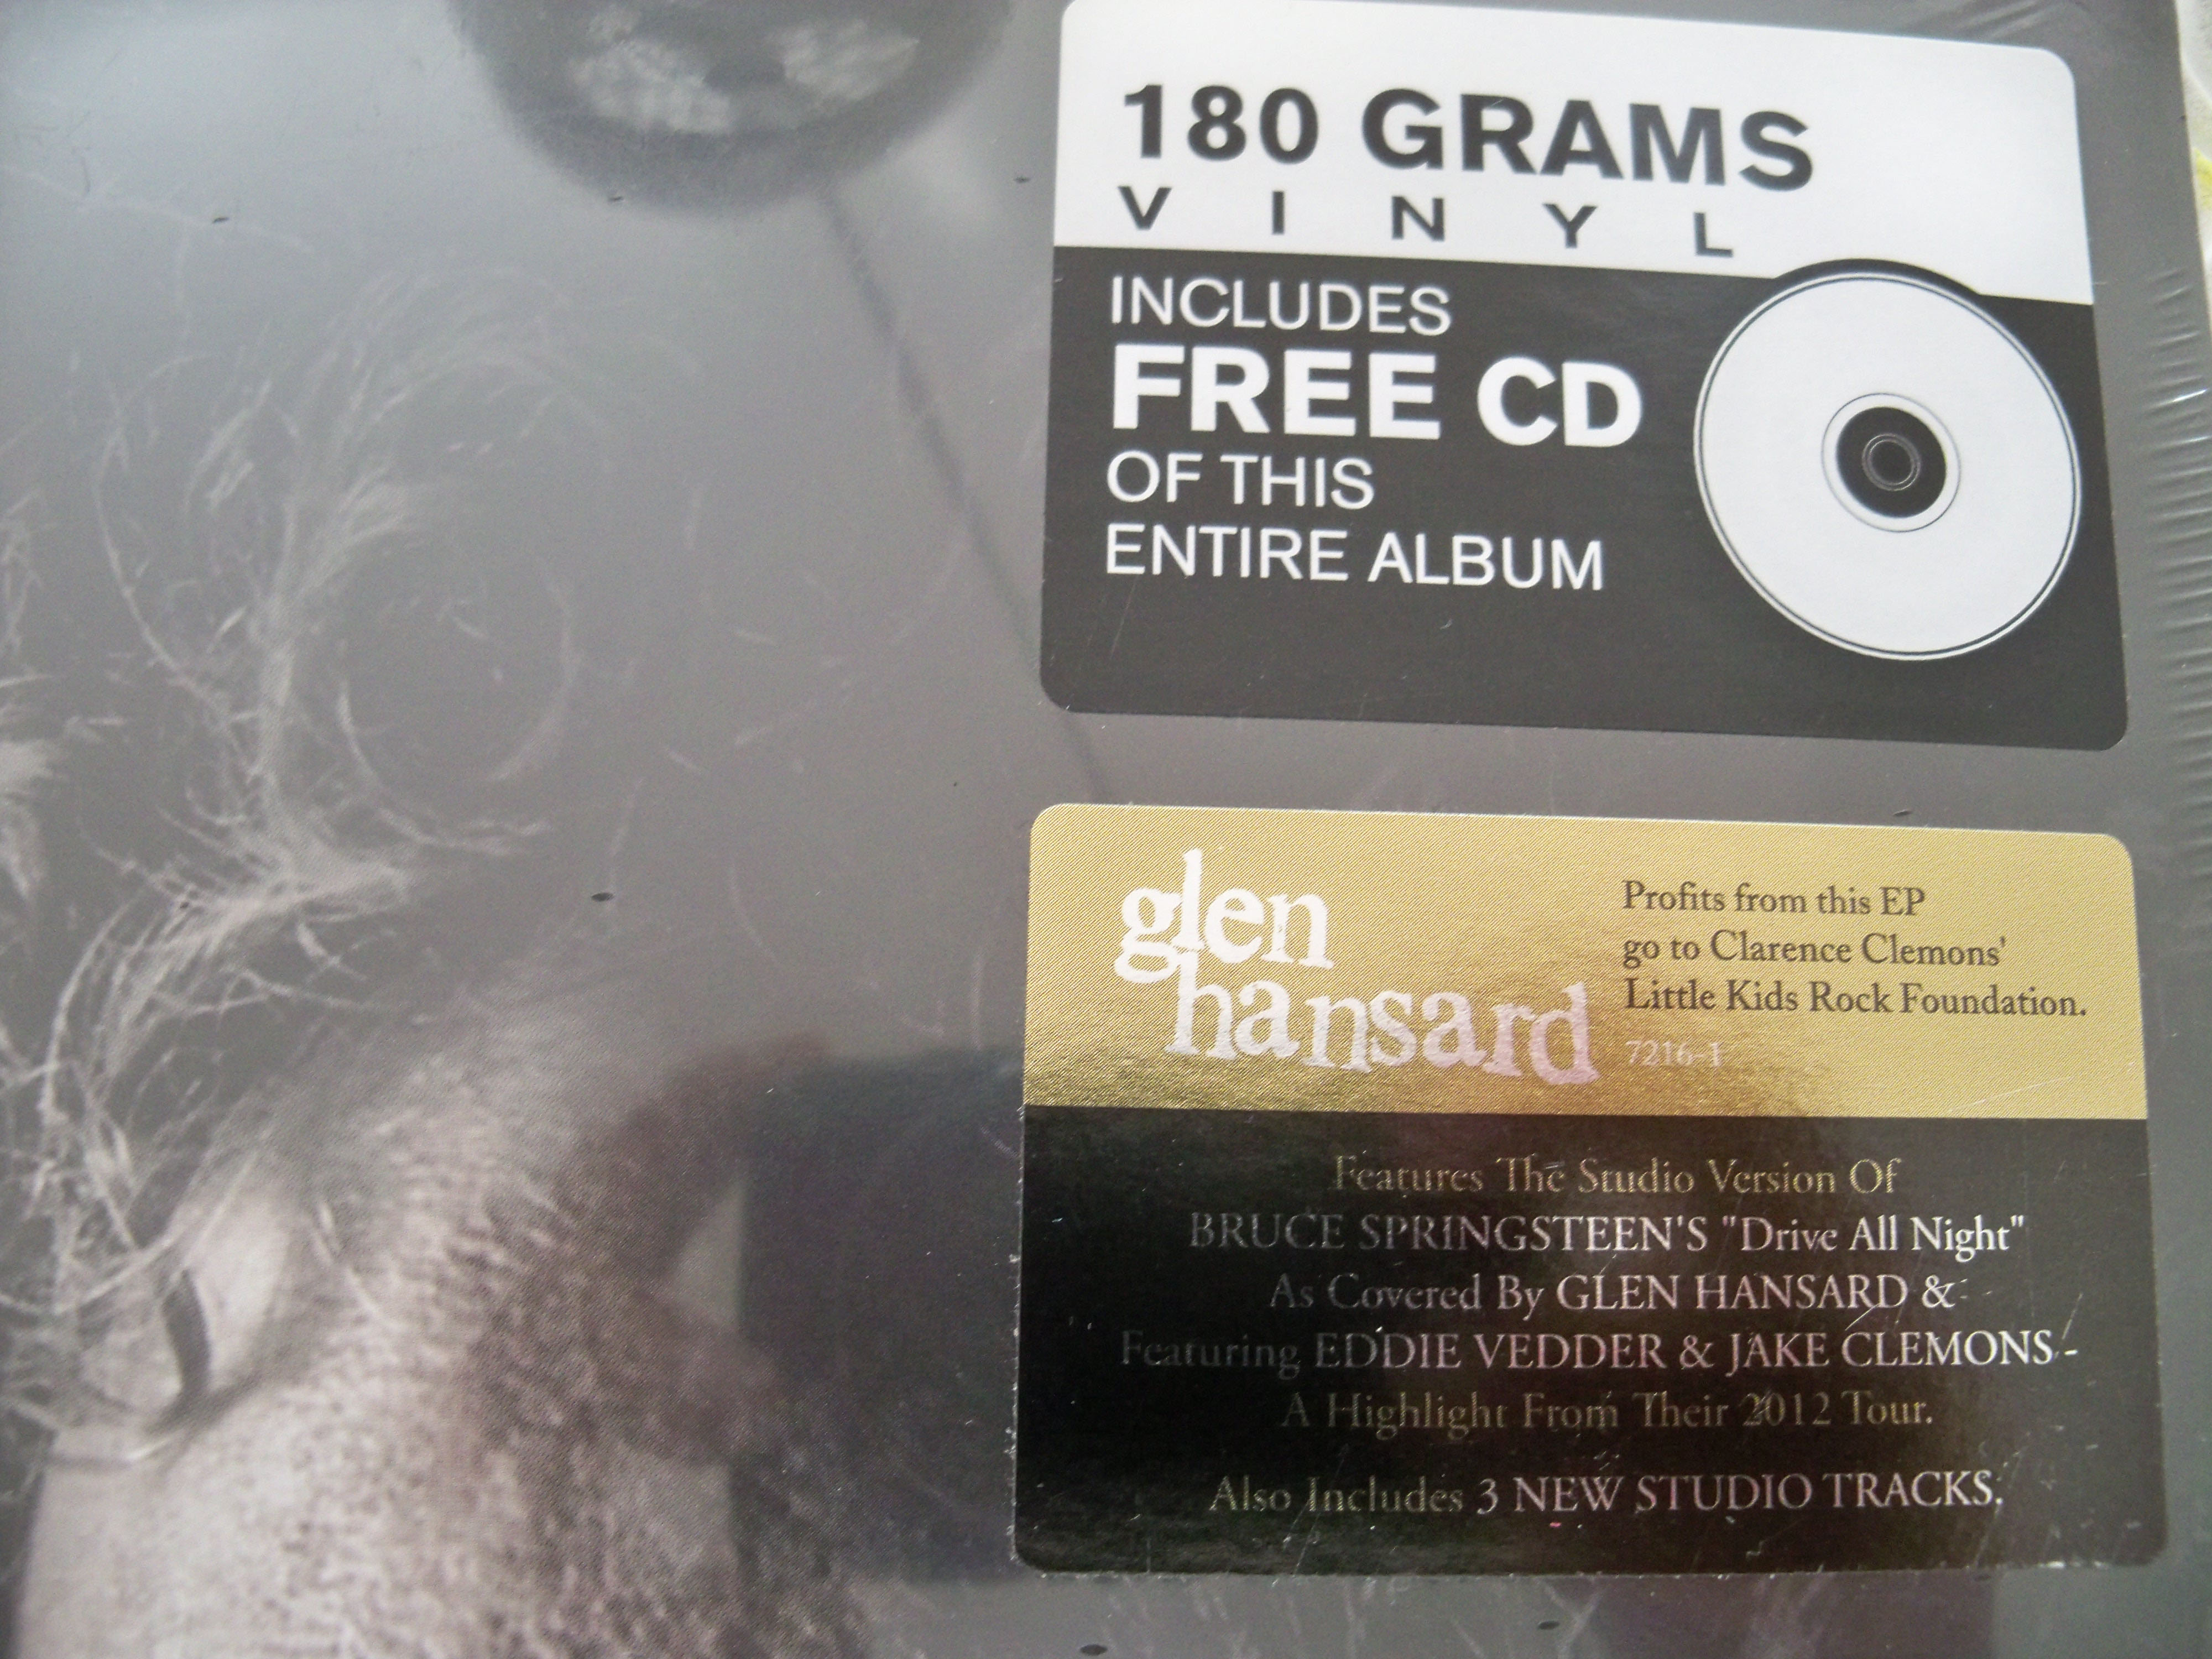 180 GRAMS
VINYL
INCLUDES
FREE CD
OF THIS
ENTIRE ALBUM
glen
hansard
Profits from this EP
go to Clarence Clemons'
Little Kids Rock Foundation.
7216-1
Features The Studio Version Of
BRUCE SPRINGSTEEN'S "Drive All Night"
As Covered By GLEN HANSARD &
Featuring EDDIE VEDDER & JAKE CLEMONS -
A Highlight From Their 2012 Tour.
Also Includes 3 NEW STUDIO TRACKS.